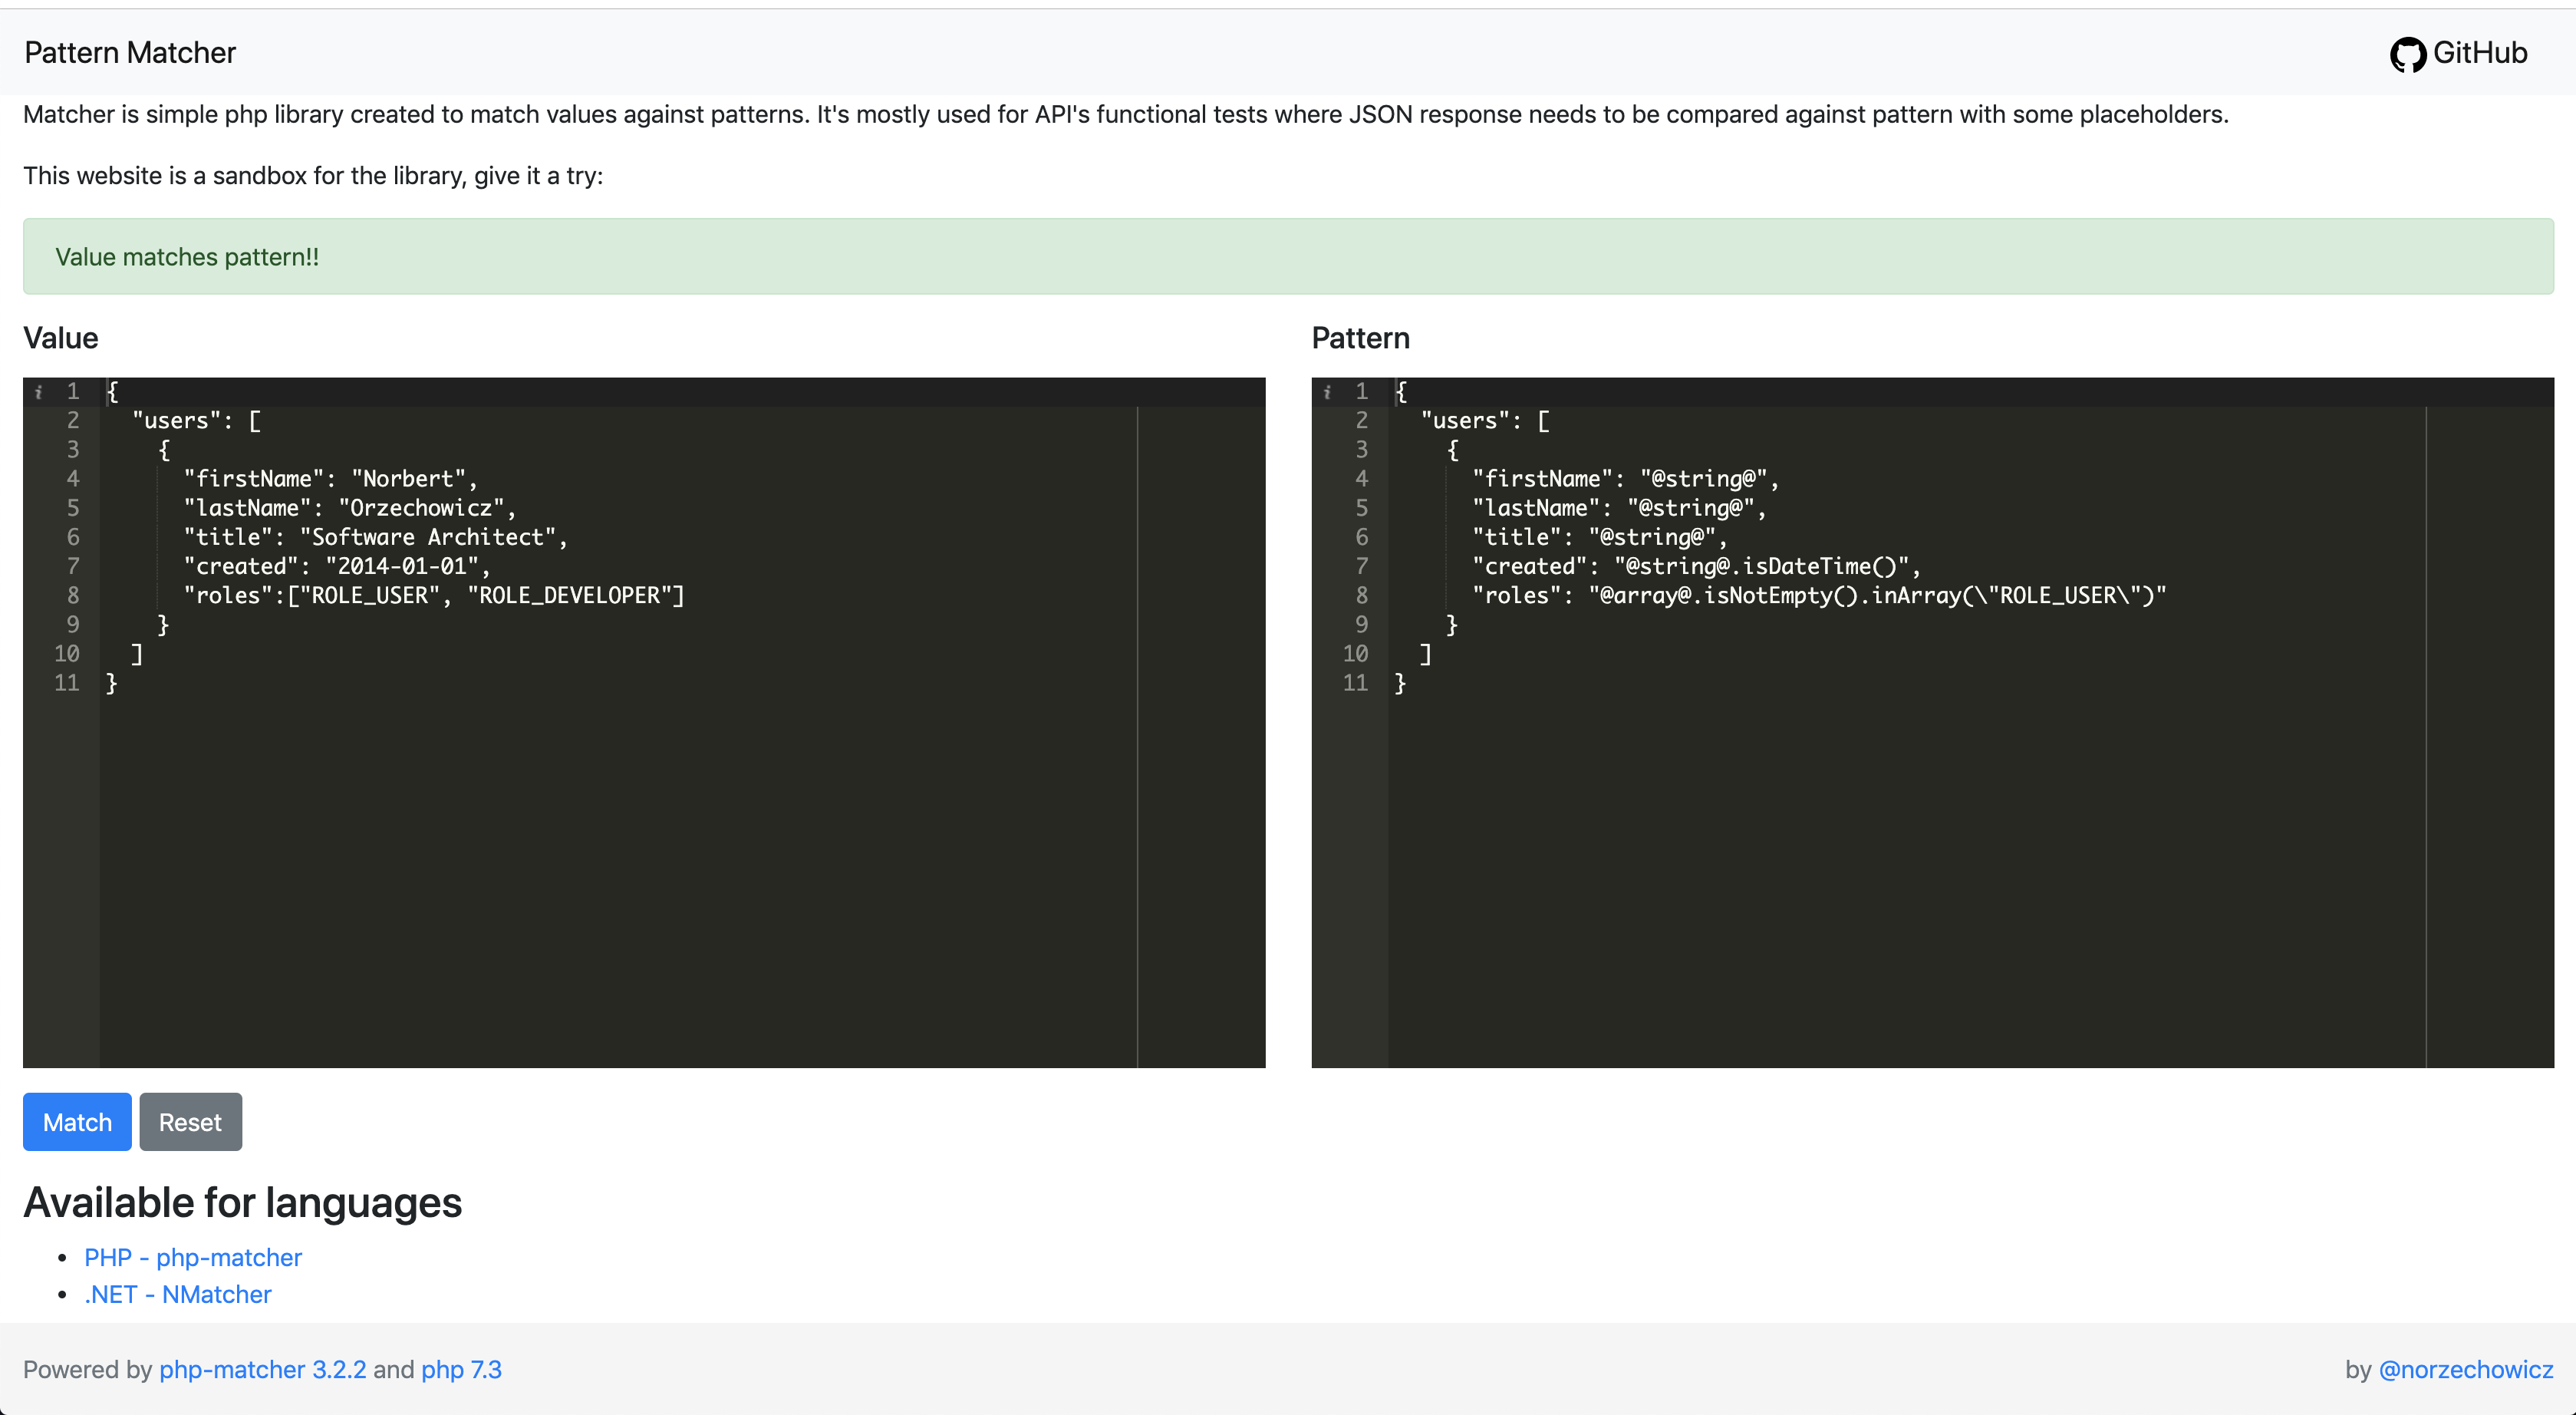 Pattern Matcher
GitHub
Matcher is simple php library created to match values against patterns. It's mostly used for API's functional tests where JSON response needs to be compared against pattern with some placeholders.
This website is a sandbox for the library, give it a try:
Value matches pattern!!
Value
i 1 {
2   "users": [
3     {
4       "firstName": "Norbert",
5       "lastName": "Orzechowicz",
6       "title": "Software Architect",
7       "created": "2014-01-01",
8       "roles":["ROLE_USER", "ROLE_DEVELOPER"]
9     }
10   ]
11 }
Pattern
i 1 {
2   "users": [
3     {
4       "firstName": "@string@",
5       "lastName": "@string@",
6       "title": "@string@",
7       "created": "@string@.isDateTime()",
8       "roles": "@array@.isNotEmpty().inArray(\"ROLE_USER\")"
9     }
10   ]
11 }
Match
Reset
Available for languages
• PHP - php-matcher
• .NET - NMatcher
Powered by php-matcher 3.2.2 and php 7.3
by @norzechowicz